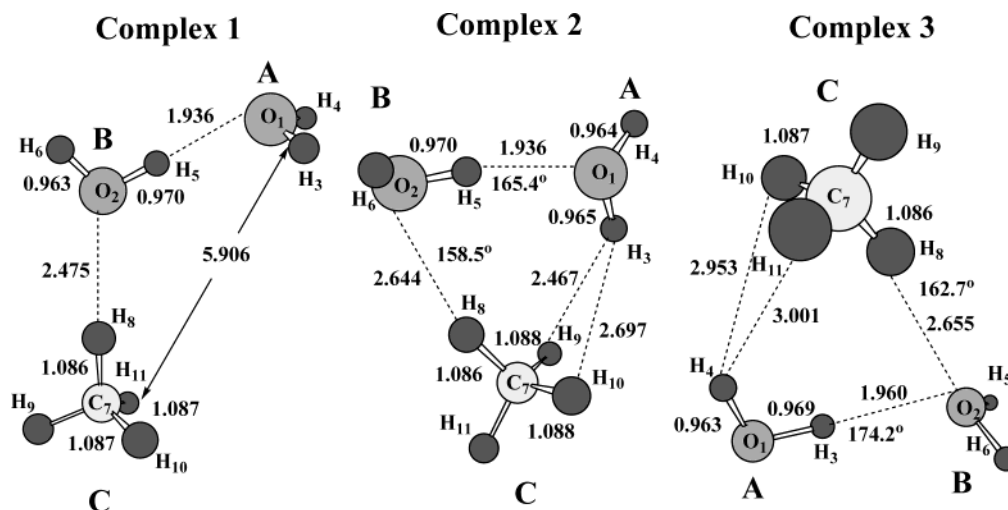 Complex 1
A
1.936
H4
O1
H3
B
H6
H5
0.963
O2
0.970
5.906
2.475
H8
1.086
H11
H9
C7
1.087
1.087
H10
C
Complex 2
A
B
0.964
0.970
1.936
H4
O2
O1
H6
H5
165.4°
0.965
H3
158.5°
2.467
2.644
H8
2.697
1.088
H9
1.086
C7
H10
H11
1.088
C
Complex 3
C
1.087
H9
H10
C7
1.086
H11
H8
2.953
162.7°
3.001
2.655
H4
1.960
H5
0.963
0.969
O2
O1
174.2°
H3
H6
A
B